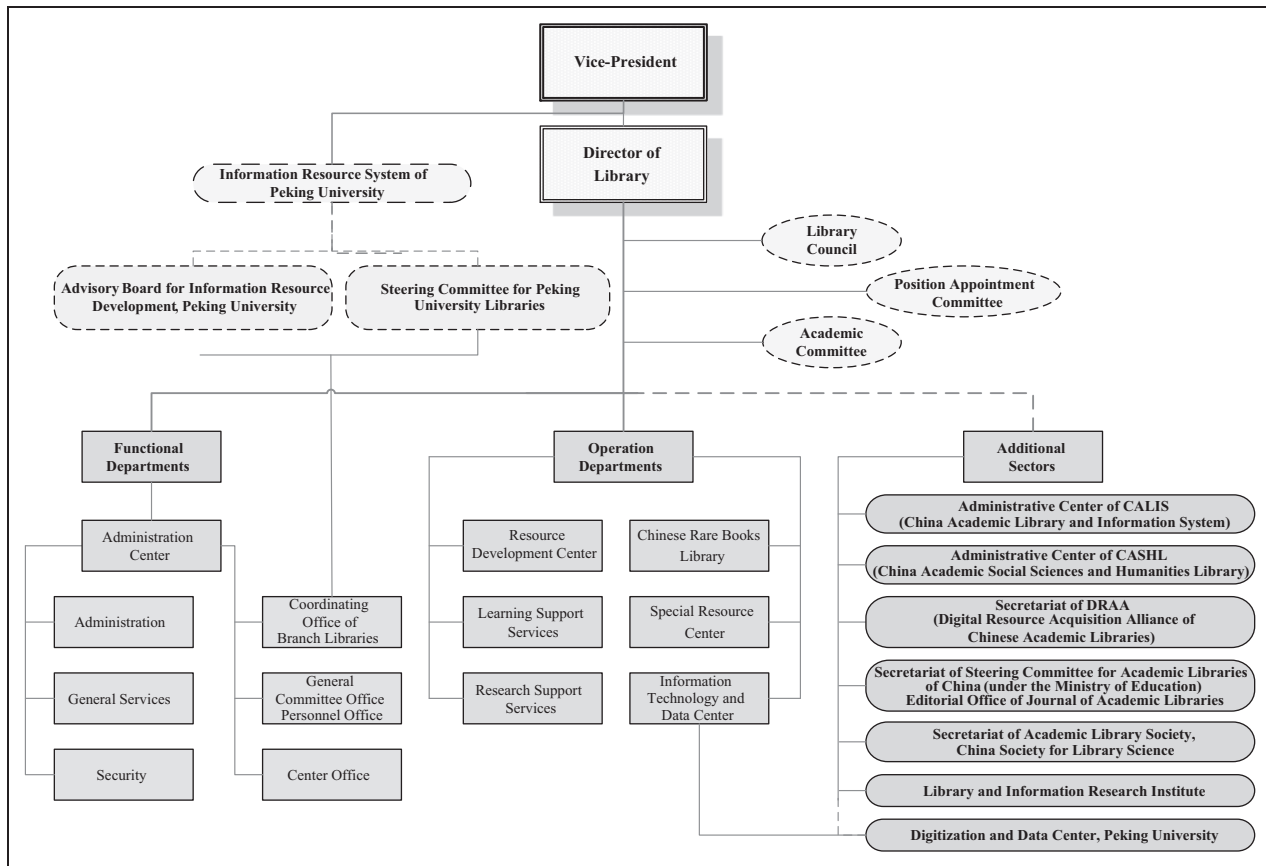 Vice-President
Director of
Library
Information Resource System of
Peking University
Library
Council
Advisory Board for Information Resource
Development, Peking University
Steering Committee for Peking
University Libraries
Position Appointment
Committee
Academic
Committee
Functional
Departments
Operation
Departments
Additional
Sectors
Administration
Center
Administration
General Services
Security
Coordinating
Office of
Branch Libraries
General
Committee Office
Personnel Office
Center Office
Resource
Development Center
Learning Support
Services
Research Support
Services
Chinese Rare Books
Library
Special Resource
Center
Information
Technology and
Data Center
Administrative Center of CALIS
(China Academic Library and Information System)
Administrative Center of CASHL
(China Academic Social Sciences and Humanities Library)
Secretariat of DRAA
(Digital Resource Acquisition Alliance of
Chinese Academic Libraries)
Secretariat of Steering Committee for Academic Libraries
of China (under the Ministry of Education)
Editorial Office of Journal of Academic Libraries
Secretariat of Academic Library Society,
China Society for Library Science
Library and Information Research Institute
Digitization and Data Center, Peking University